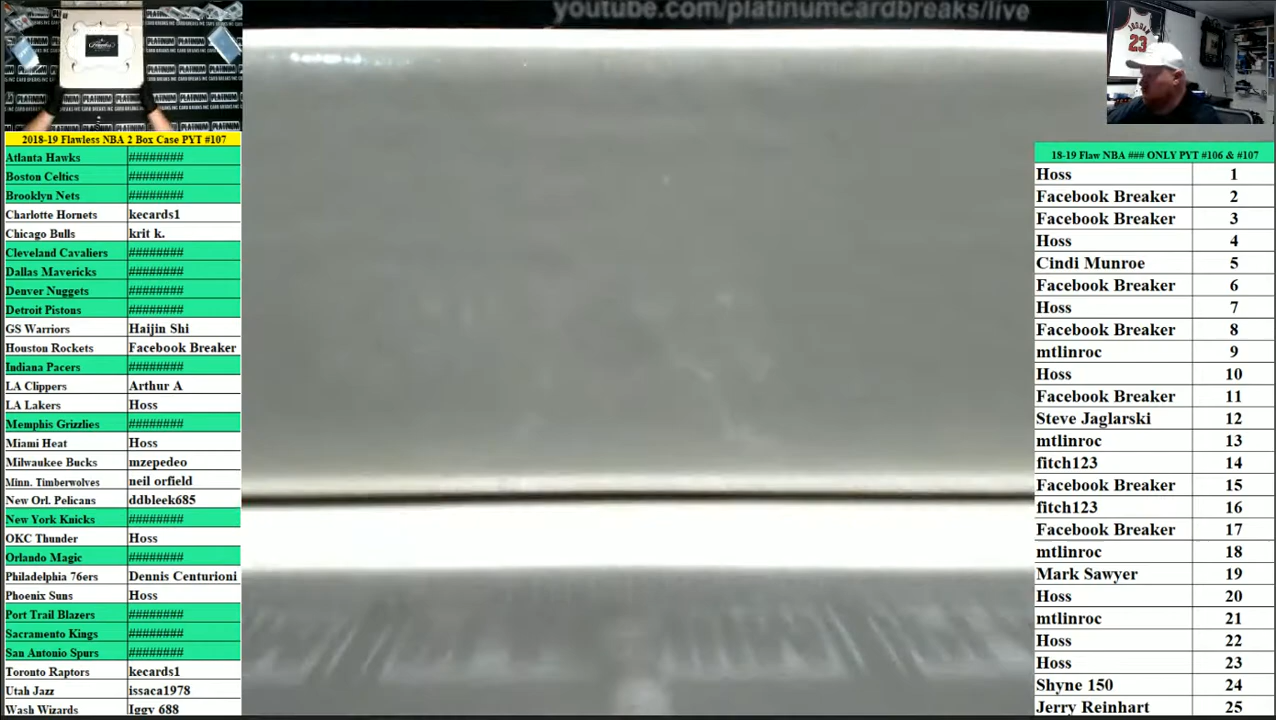 youtube.com/
breaks/live
23
PLATINUM
2018-19 Flawless NBA 2 Box Case PYT #107
Atlanta Hawks ########
Boston Celtics ########
Brooklyn Nets ########
Charlotte Hornets kecards1
Chicago Bulls krit k.
Cleveland Cavaliers ########
Dallas Mavericks ########
Denver Nuggets ########
Detroit Pistons ########
GS Warriors Haijin Shi
Houston Rockets Facebook Breaker
Indiana Pacers ########
LA Clippers Arthur A
LA Lakers Hoss
Memphis Grizzlies ########
Miami Heat Hoss
Milwaukee Bucks mzepedeo
Minn. Timberwolves neil orfield
New Orl. Pelicans ddbleek685
New York Knicks ########
OKC Thunder Hoss
Orlando Magic ########
Philadelphia 76ers Dennis Centurioni
Phoenix Suns Hoss
Port Trail Blazers ########
Sacramento Kings ########
San Antonio Spurs ########
Toronto Raptors kecards1
Utah Jazz issaca1978
Wash Wizards Iggy 688
18-19 Flaw NBA ### ONLY PYT #106 & #107
Hoss 1
Facebook Breaker 2
Facebook Breaker 3
Hoss 4
Cindi Munroe 5
Facebook Breaker 6
Hoss 7
Facebook Breaker 8
mtlinroc 9
Hoss 10
Facebook Breaker 11
Steve Jaglarski 12
mtlinroc 13
fitch123 14
Facebook Breaker 15
fitch123 16
Facebook Breaker 17
mtlinroc 18
Mark Sawyer 19
Hoss 20
mtlinroc 21
Hoss 22
Hoss 23
Shyne 150 24
Jerry Reinhart 25